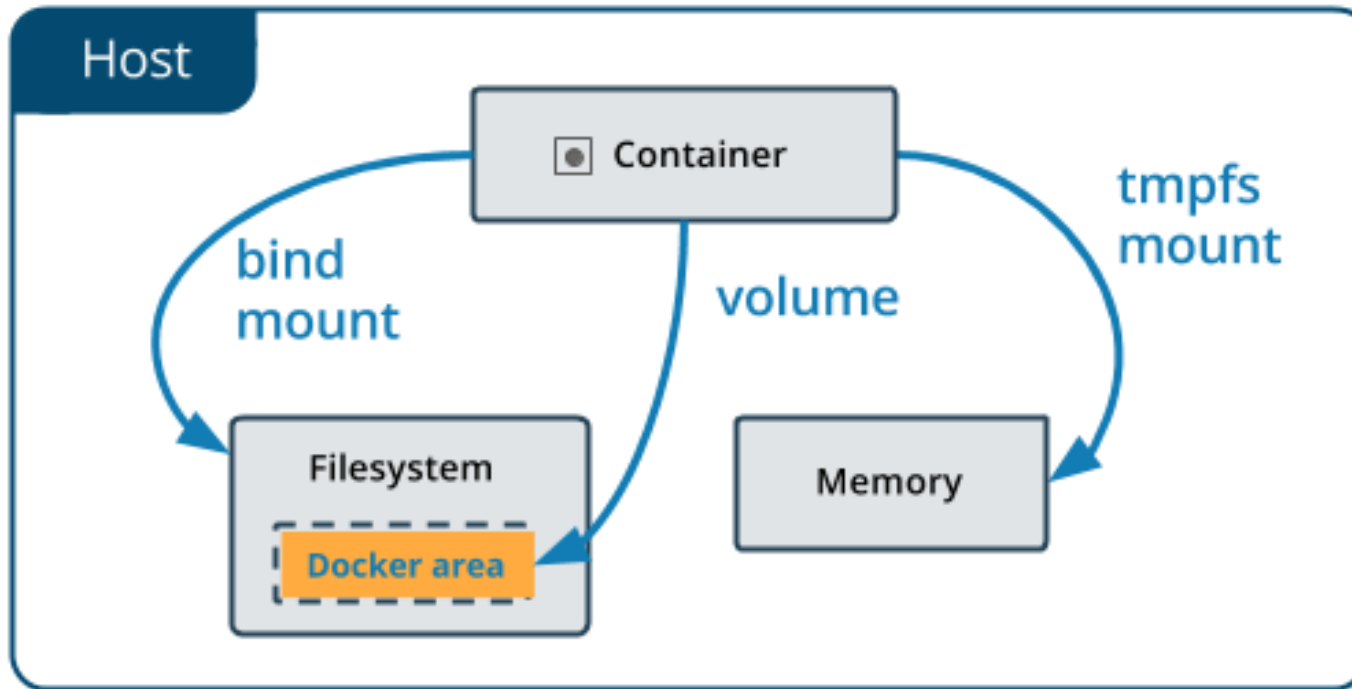 Host
Container
bind
mount
volume
tmpfs
mount
Filesystem
Docker area
Memory